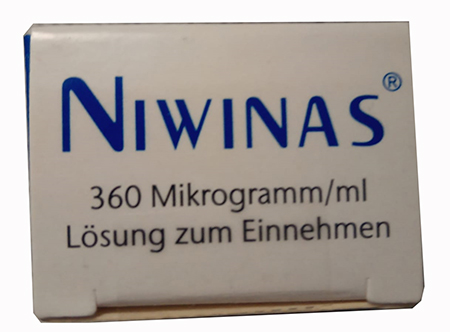 NIWINAS®
360 Mikrogramm/ml
Lösung zum Einnehmen